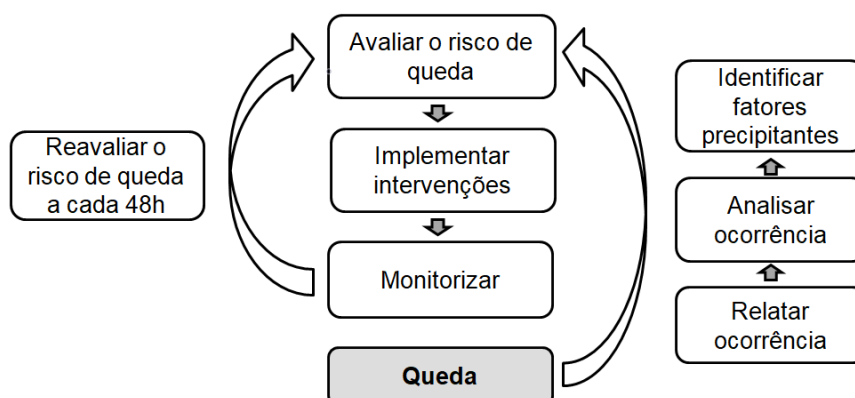 Avaliar o risco de
queda
Implementar
intervenções
Monitorizar
Queda
Reavaliar o
risco de queda
a cada 48h
Identificar
fatores
precipitantes
Analisar
ocorrência
Relatar
ocorrência